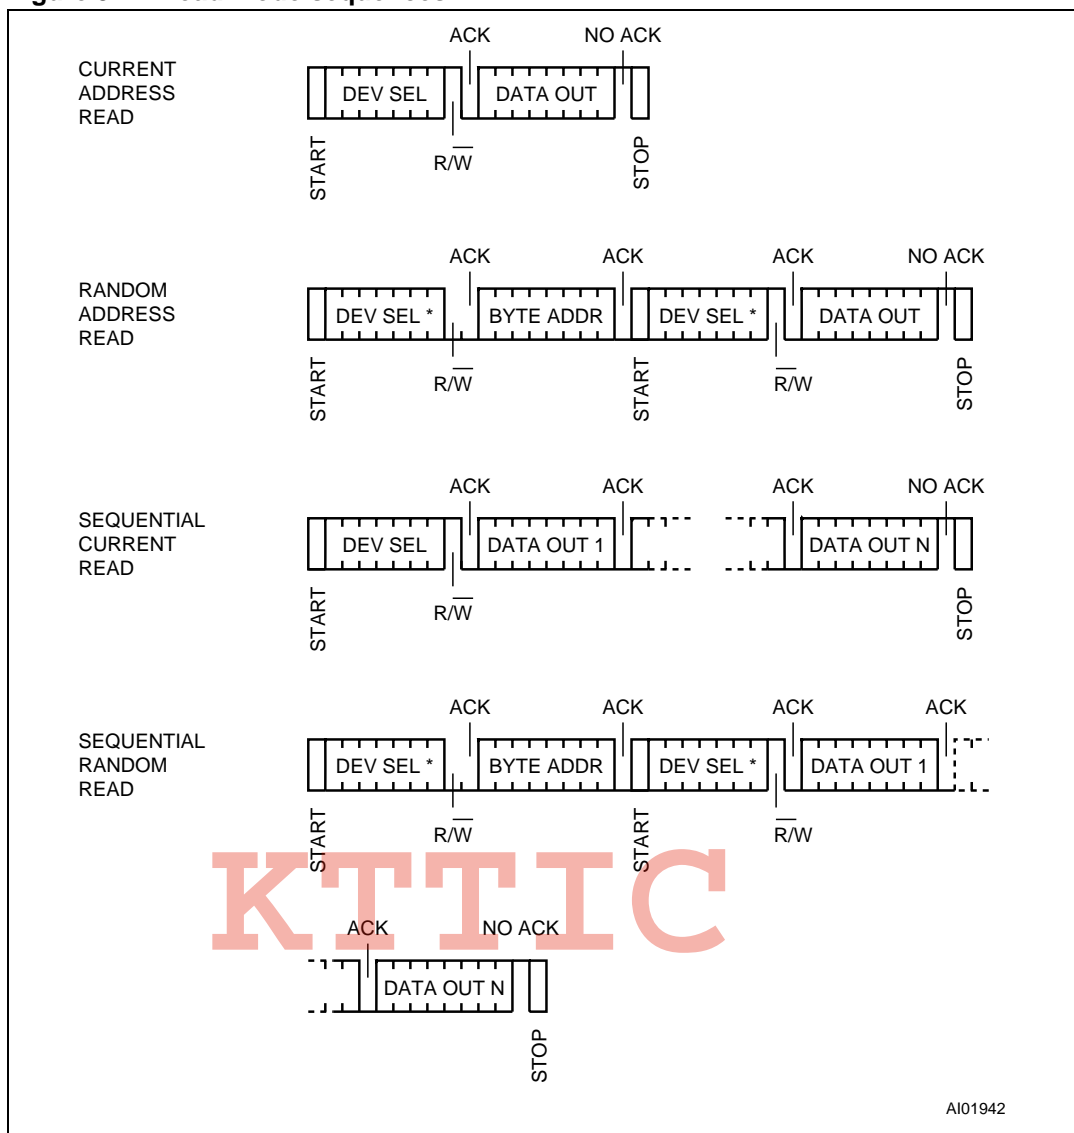 ACK NO ACK
CURRENT
ADDRESS
READ
DEV SEL DATA OUT
START R/W̅ STOP
ACK ACK ACK NO ACK
RANDOM
ADDRESS
READ
DEV SEL * BYTE ADDR DEV SEL * DATA OUT
START R/W̅ START R̅/W STOP
ACK ACK ACK NO ACK
SEQUENTIAL
CURRENT
READ
DEV SEL DATA OUT 1 DATA OUT N
START R/W̅ STOP
ACK ACK ACK ACK
SEQUENTIAL
RANDOM
READ
DEV SEL * BYTE ADDR DEV SEL * DATA OUT 1
START R/W̅ START R̅/W
KTTIC
ACK NO ACK
DATA OUT N
STOP
AI01942